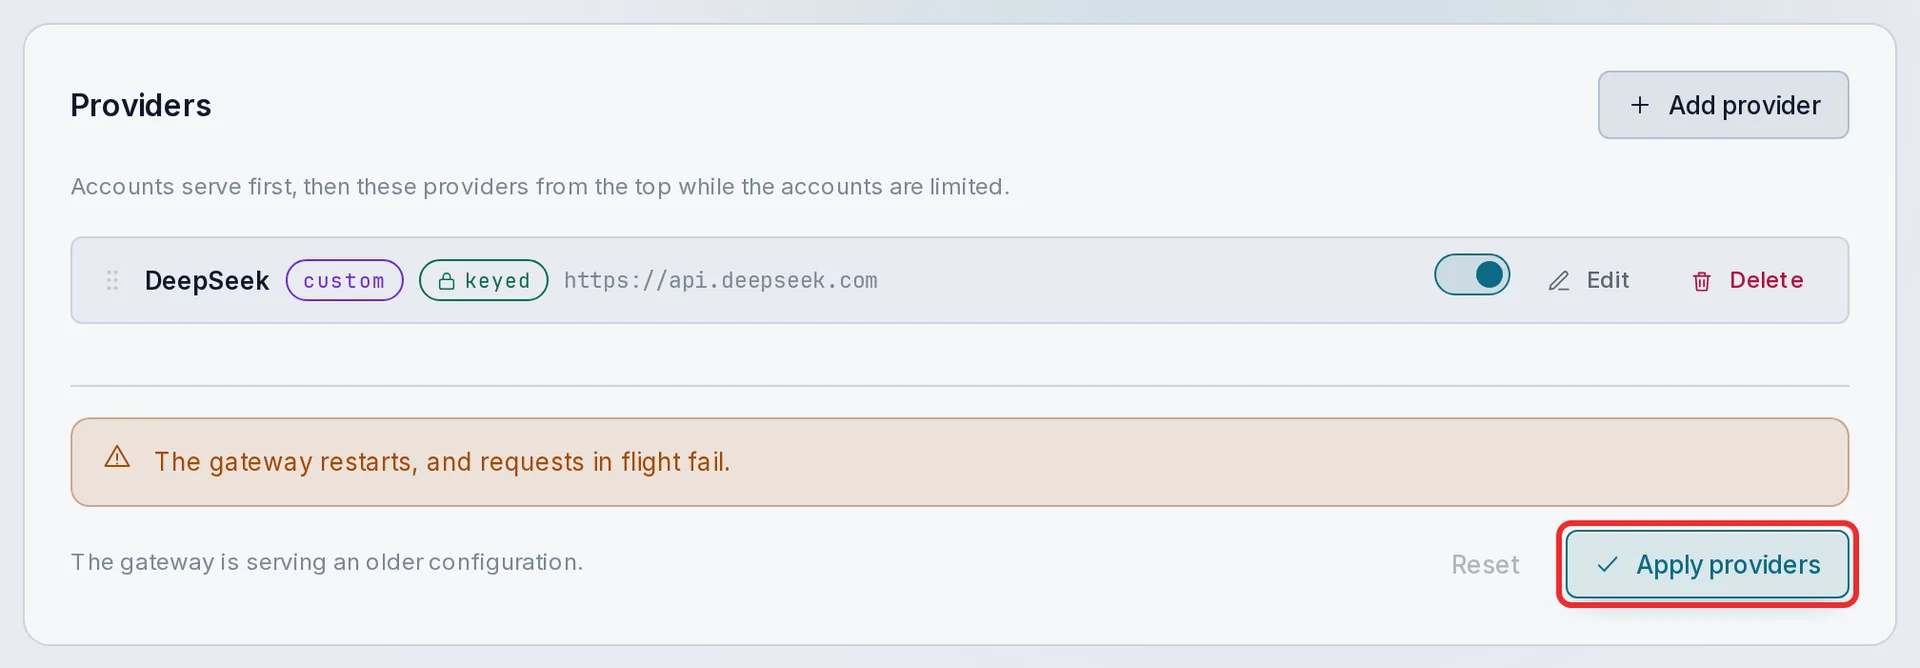 Providers
+ Add provider
Accounts serve first, then these providers from the top while the accounts are limited.
DeepSeek custom keyed https://api.deepseek.com Edit Delete
The gateway restarts, and requests in flight fail.
The gateway is serving an older configuration. Reset Apply providers